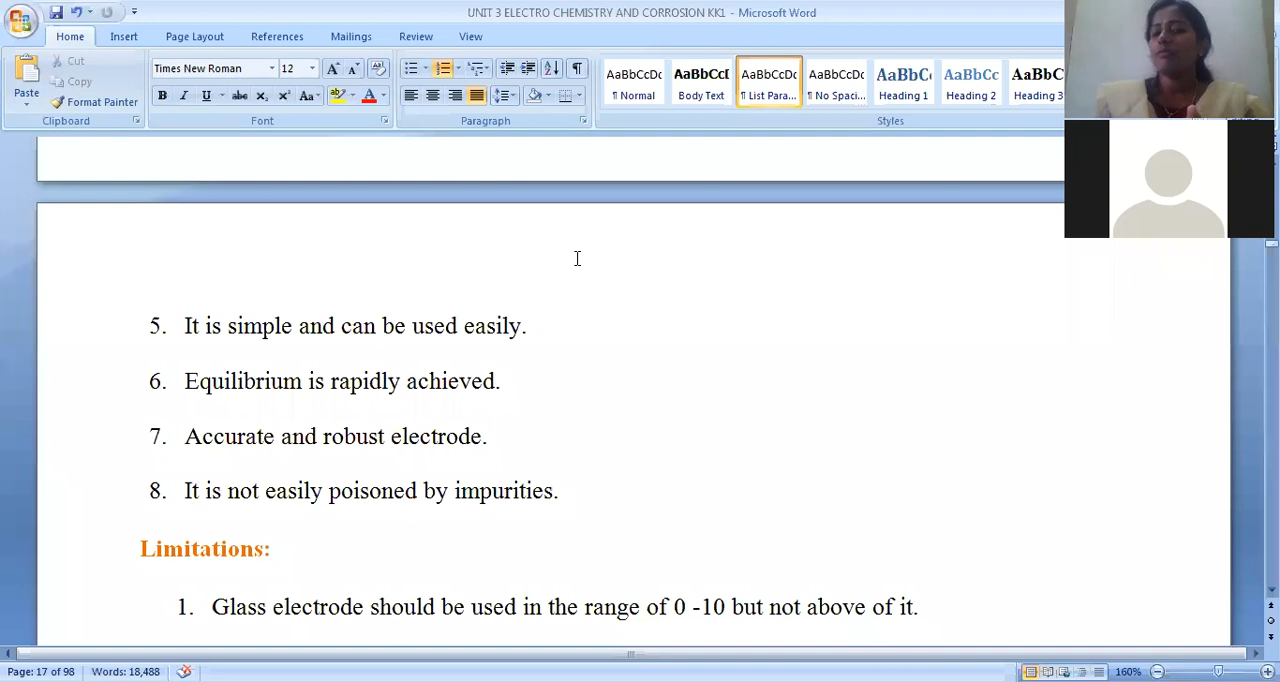 UNIT 3 ELECTRO CHEMISTRY AND CORROSION KK1 - Microsoft Word
Home Insert Page Layout References Mailings Review View
Paste
Cut
Copy
Format Painter
Clipboard
Times New Roman 12
Font
Paragraph
AaBbCcDc AaBbCcI AaBbCcDc AaBbCcDc AaBbC AaBbCc AaBbC
¶ Normal Body Text ¶ List Para... ¶ No Spaci... Heading 1 Heading 2 Heading 3
Styles
5. It is simple and can be used easily.
6. Equilibrium is rapidly achieved.
7. Accurate and robust electrode.
8. It is not easily poisoned by impurities.
Limitations:
1. Glass electrode should be used in the range of 0 -10 but not above of it.
Page: 17 of 98 Words: 18,488 160%